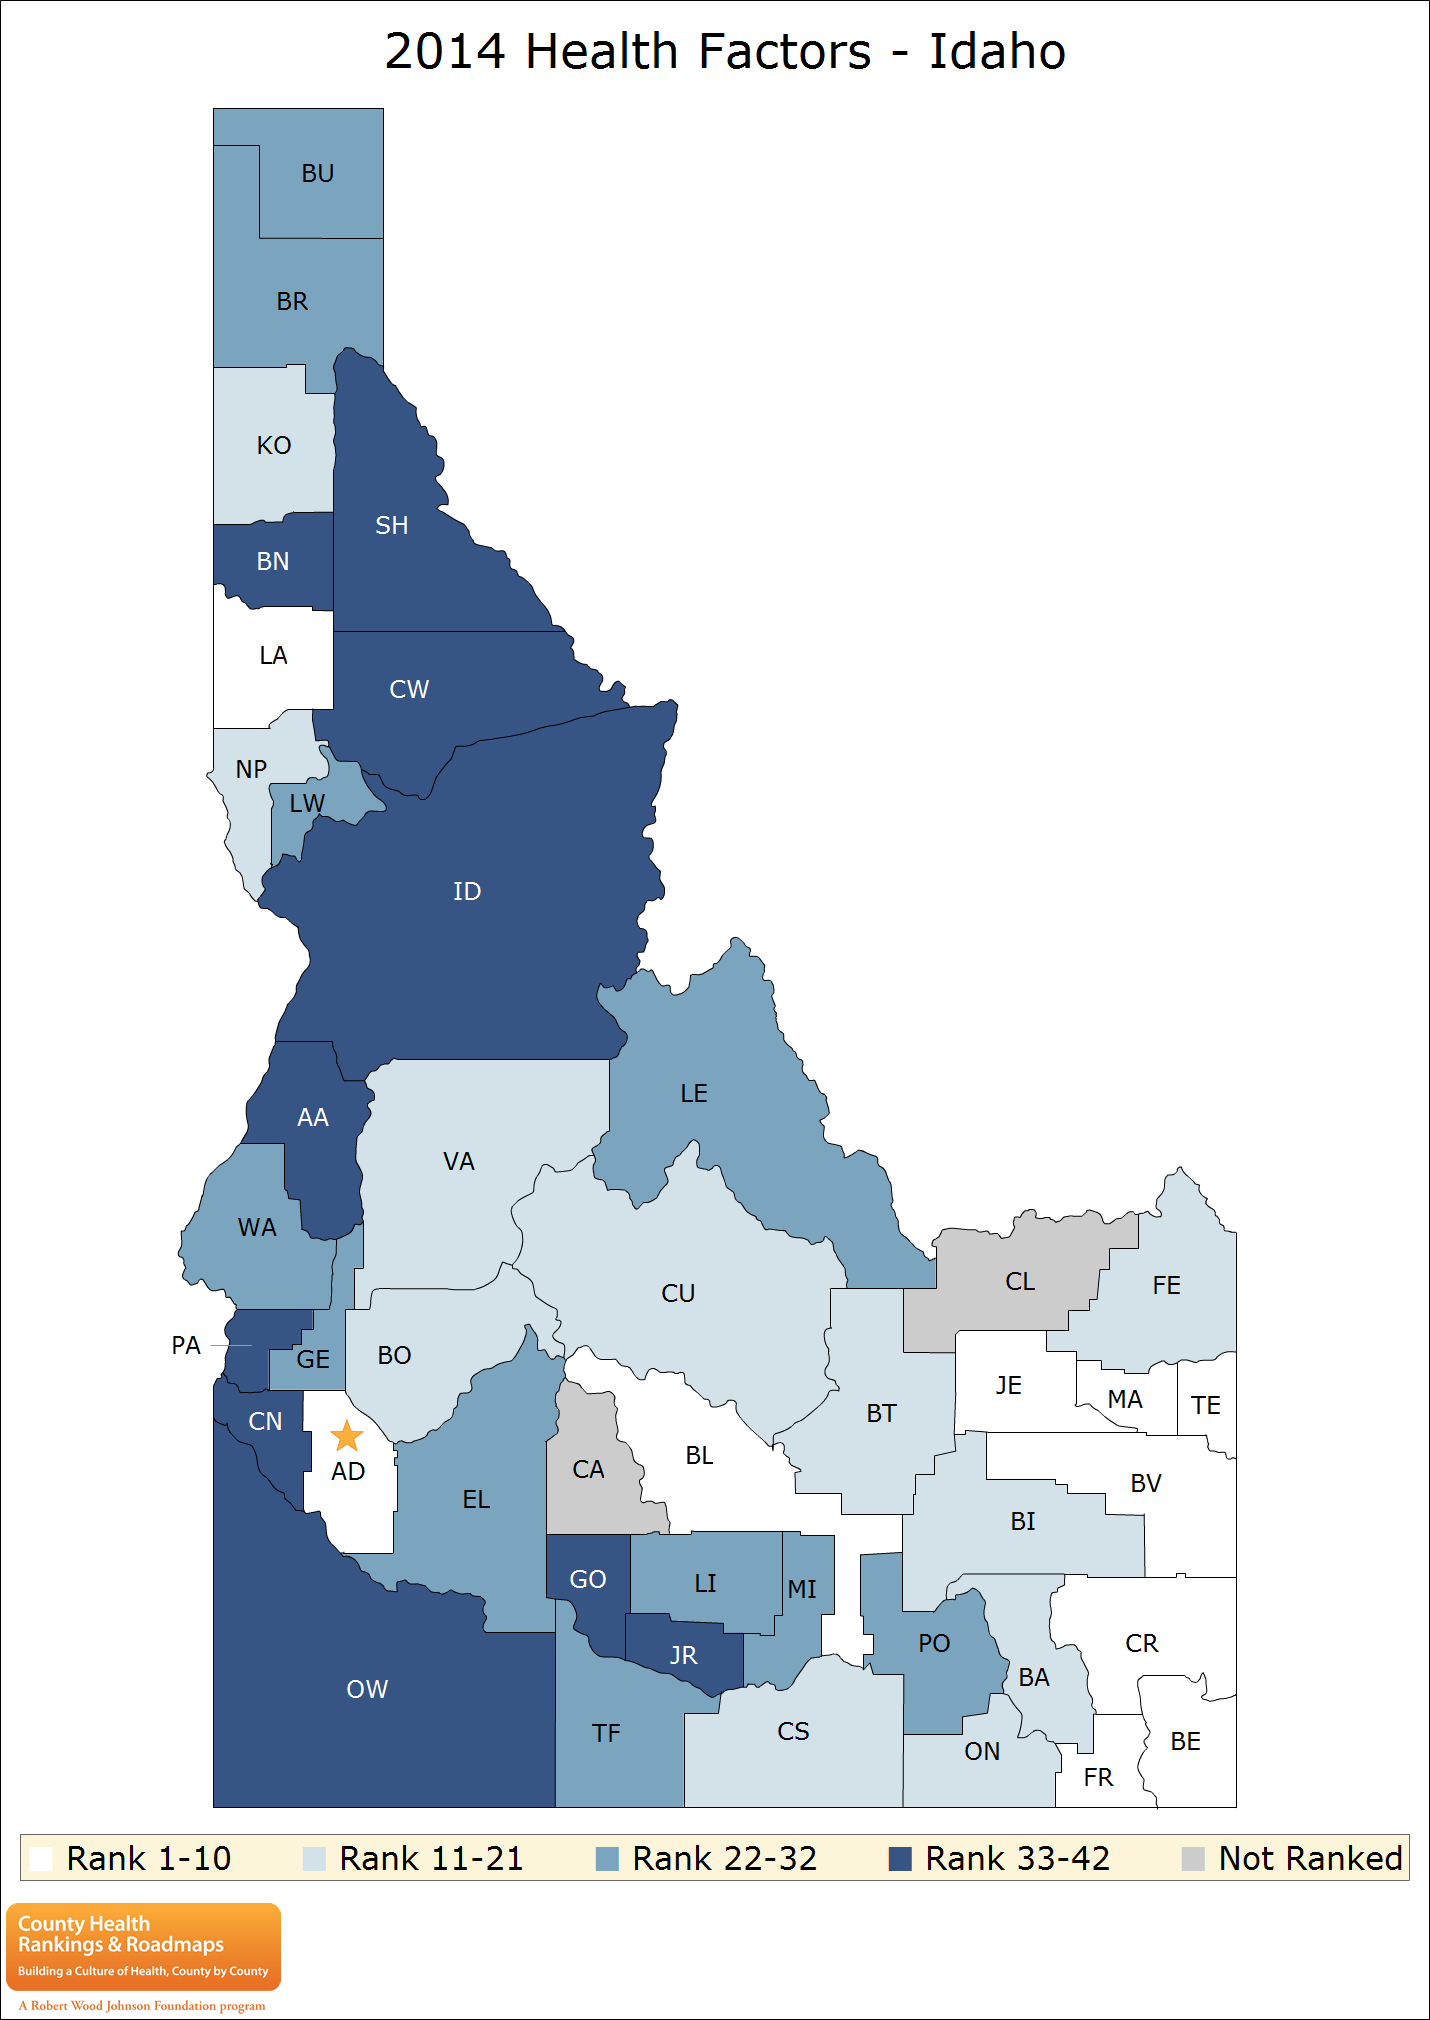 2014 Health Factors - Idaho
BU
BR
KO
SH
BN
LA
CW
NP
LW
ID
LE
AA
VA
WA
CU
CL
FE
PA
GE
BO
JE
MA
TE
BT
CN
AD
BL
CA
EL
BV
BI
GO
LI
MI
PO
CR
JR
BA
OW
TF
CS
ON
BE
FR
Rank 1-10 Rank 11-21 Rank 22-32 Rank 33-42 Not Ranked
County Health
Rankings & Roadmaps
Building a Culture of Health, County by County
A Robert Wood Johnson Foundation program